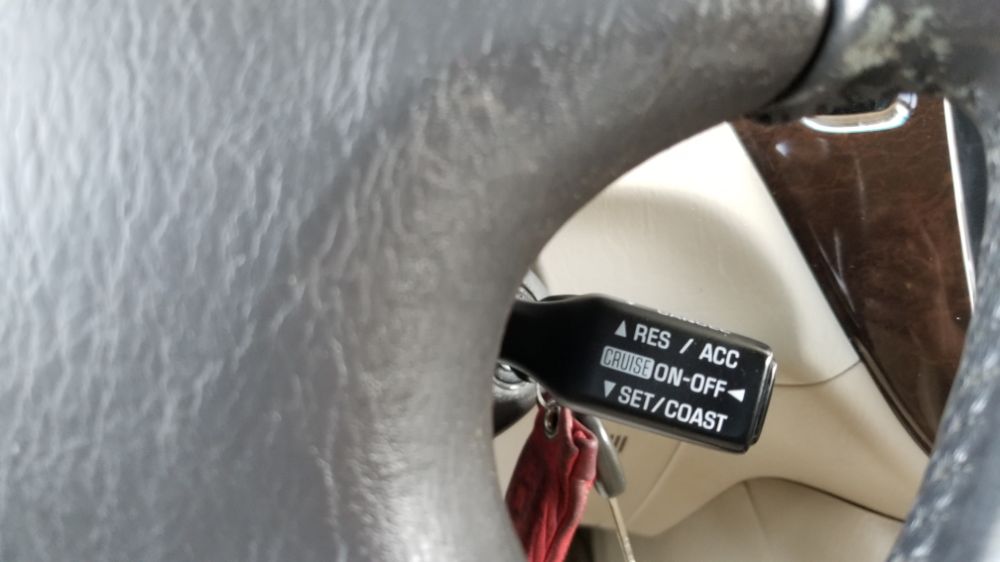 ▲ RES / ACC
CRUISE ON-OFF ◄
▼ SET/COAST